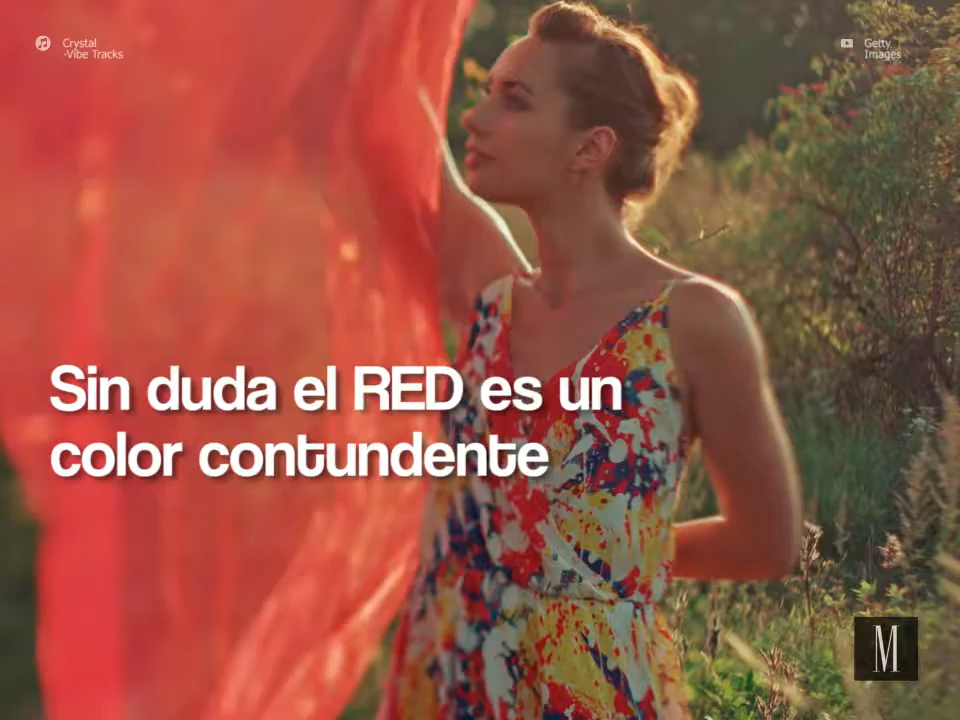 Crystal
-Vibe Tracks
Getty
Images
Sin duda el RED es un
color contundente
M